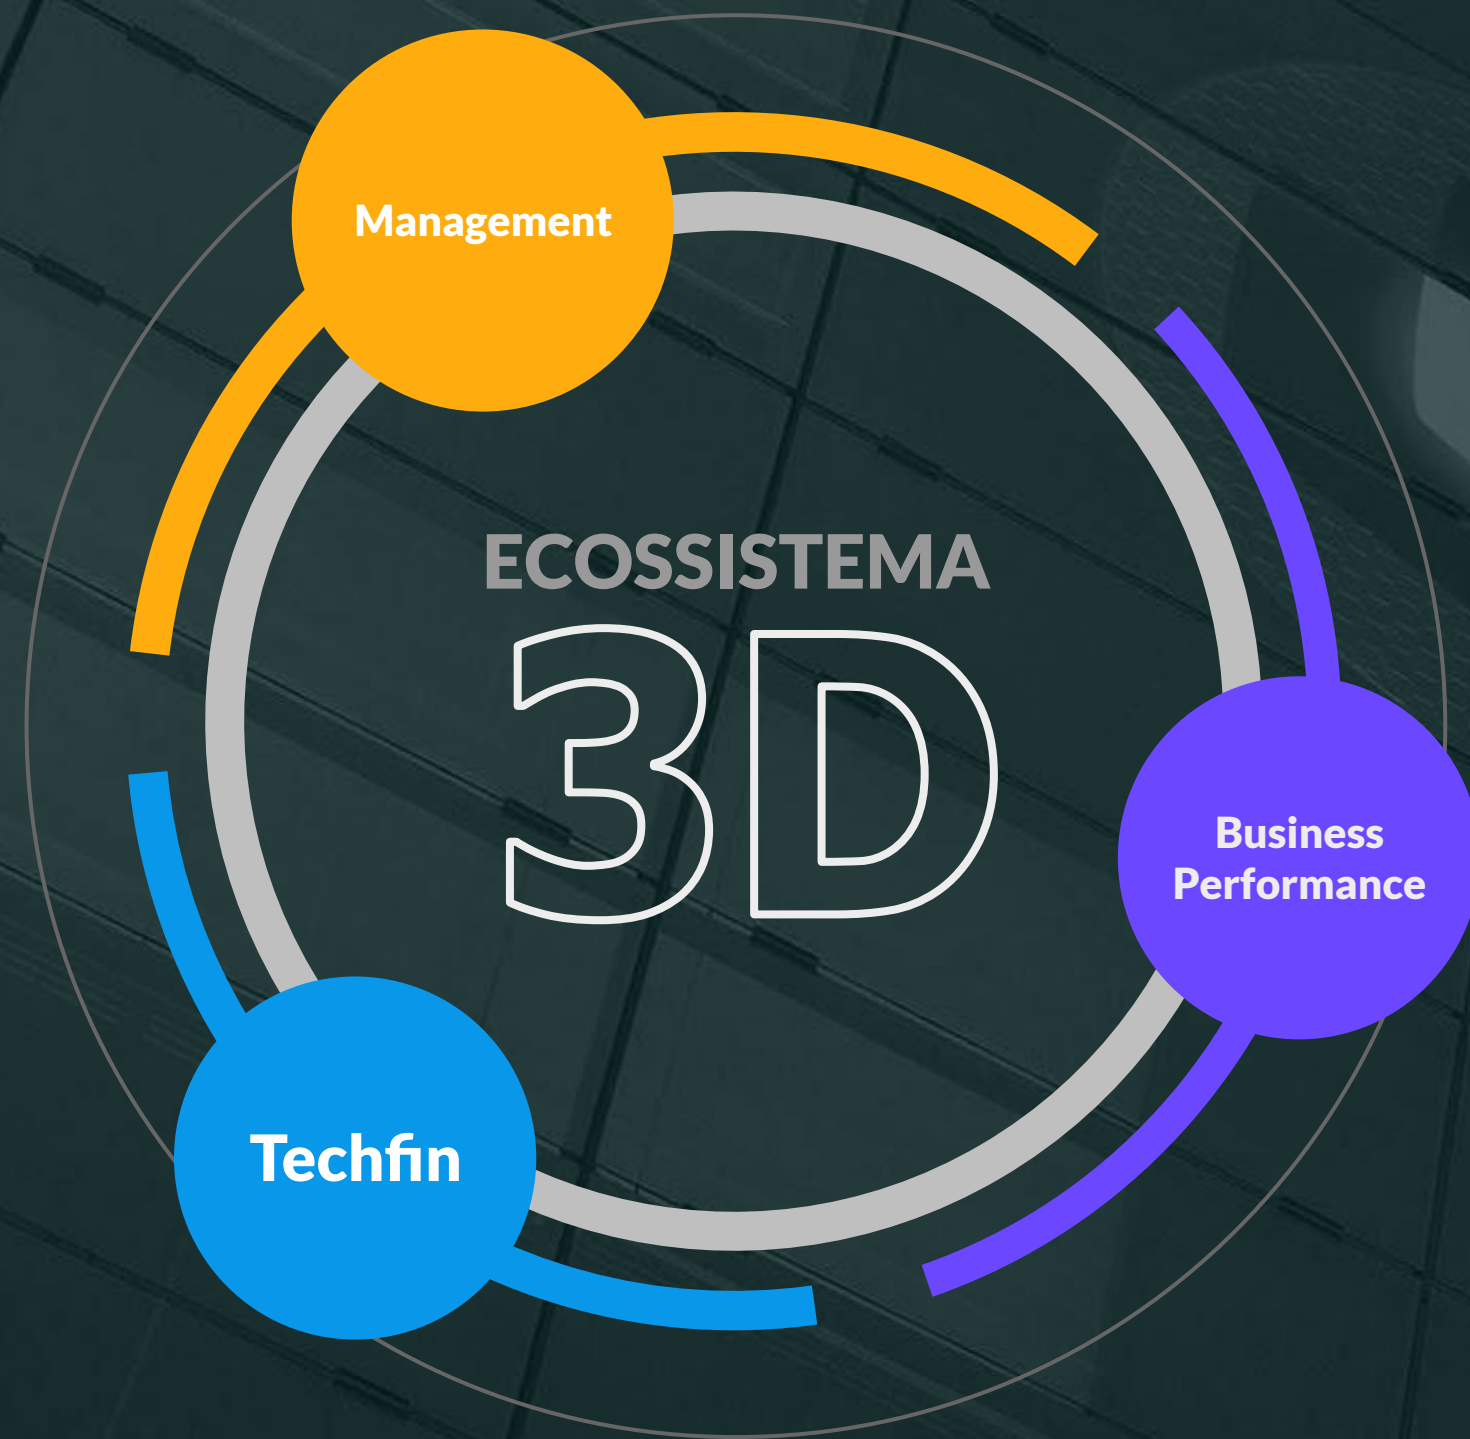 Management
ECOSSISTEMA
3D
Business
Performance
Techfin